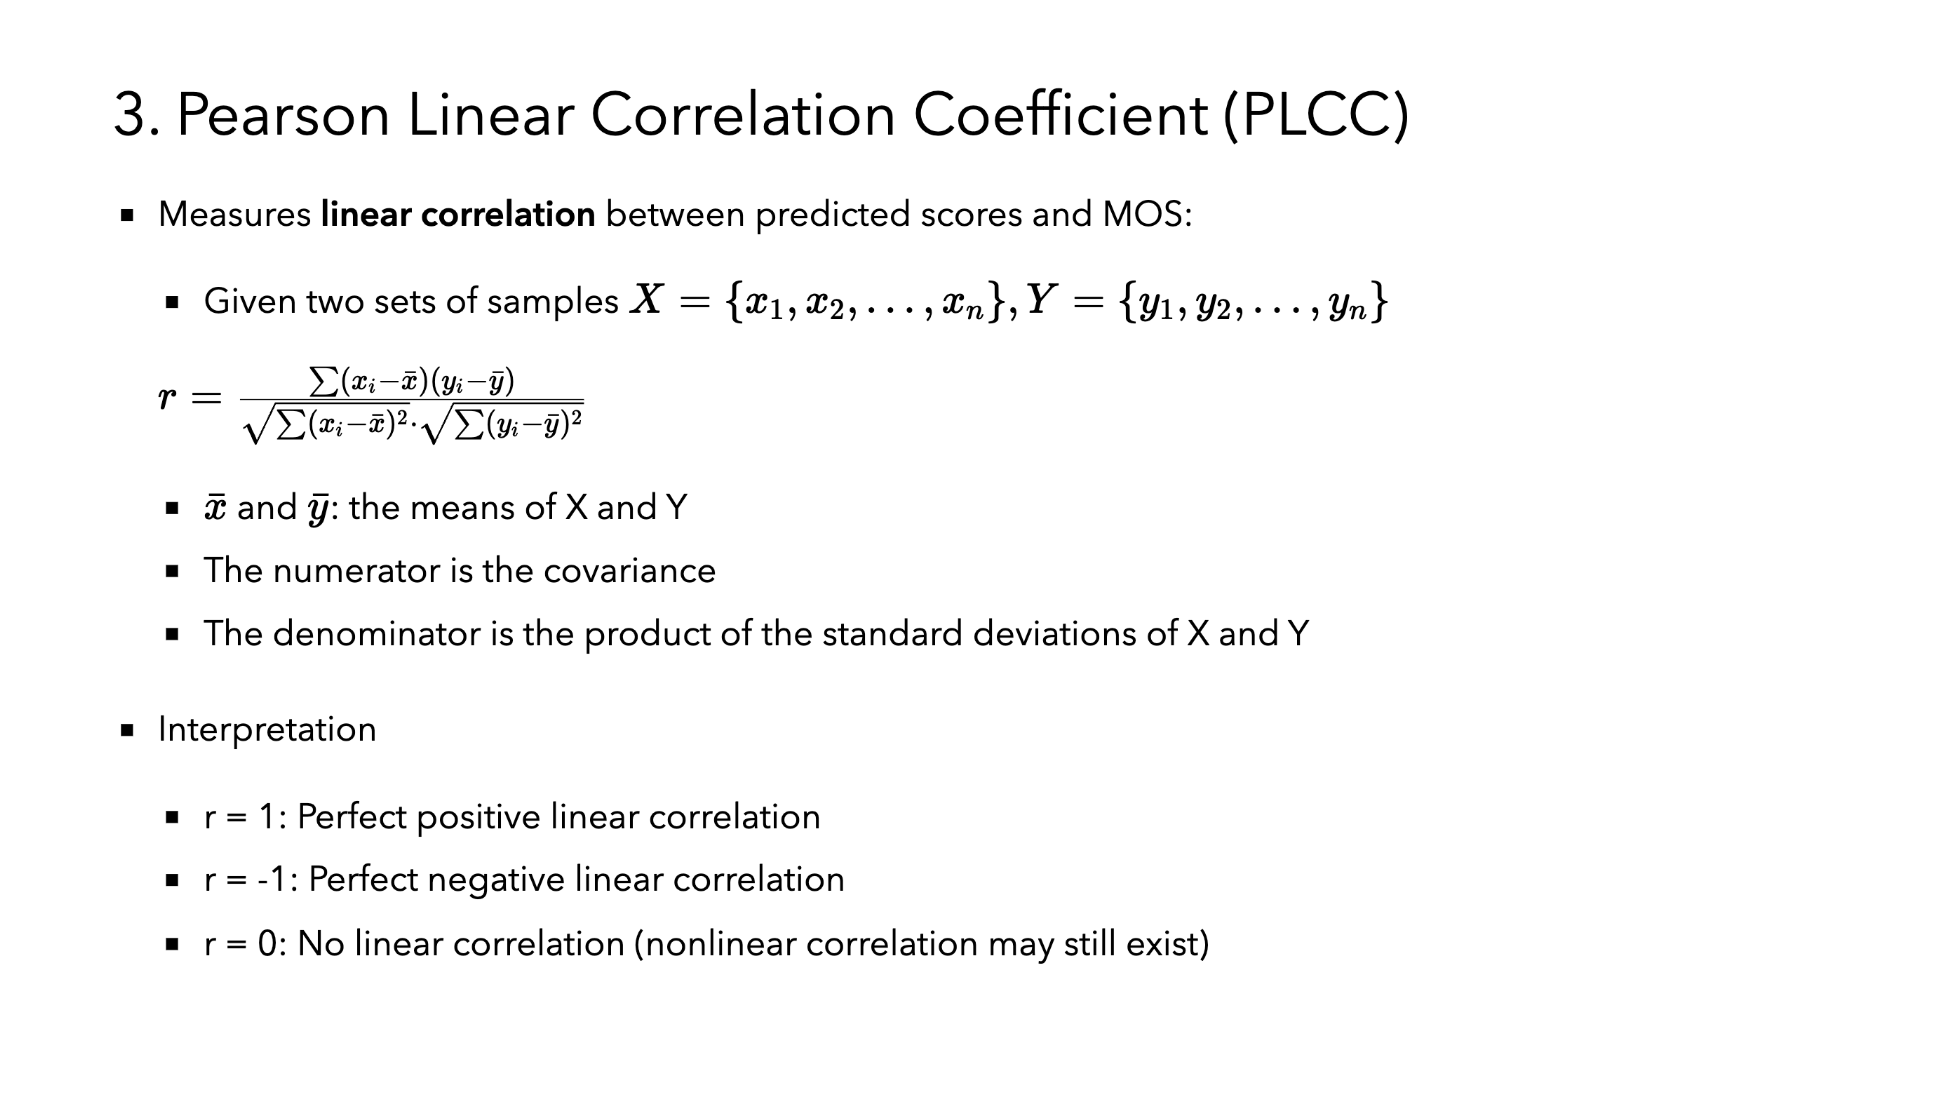 3. Pearson Linear Correlation Coefficient (PLCC)
▪ Measures linear correlation between predicted scores and MOS:
▪ Given two sets of samples X = {x₁, x₂, . . . , xₙ}, Y = {y₁, y₂, . . . , yₙ}
r = ∑(xᵢ−x̄)(yᵢ−ȳ) / √∑(xᵢ−x̄)²·√∑(yᵢ−ȳ)²
▪ x̄ and ȳ: the means of X and Y
▪ The numerator is the covariance
▪ The denominator is the product of the standard deviations of X and Y
▪ Interpretation
▪ r = 1: Perfect positive linear correlation
▪ r = -1: Perfect negative linear correlation
▪ r = 0: No linear correlation (nonlinear correlation may still exist)